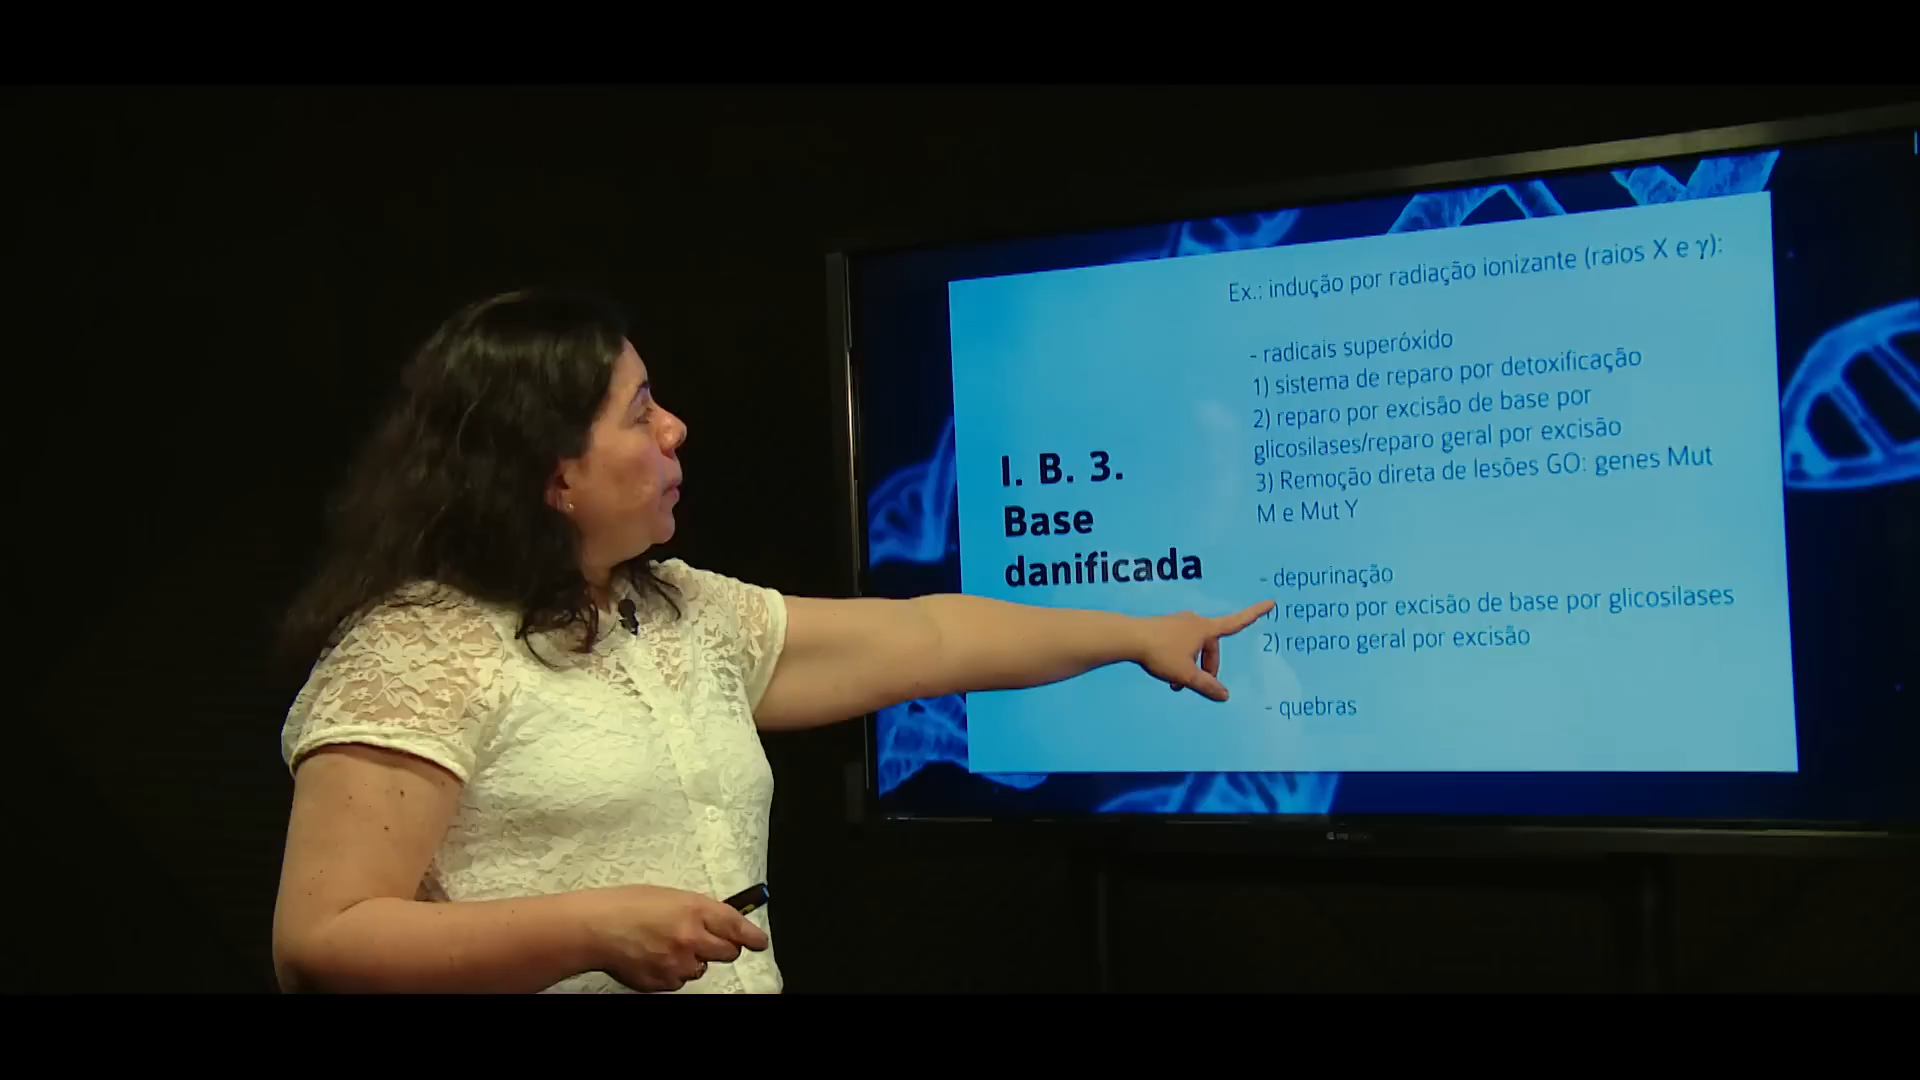 I. B. 3.
Base
danificada
Ex.: indução por radiação ionizante (raios X e γ):
- radicais superóxido
1) sistema de reparo por detoxificação
2) reparo por excisão de base por
glicosilases/reparo geral por excisão
3) Remoção direta de lesões GO: genes Mut
M e Mut Y
- depurinação
1) reparo por excisão de base por glicosilases
2) reparo geral por excisão
- quebras